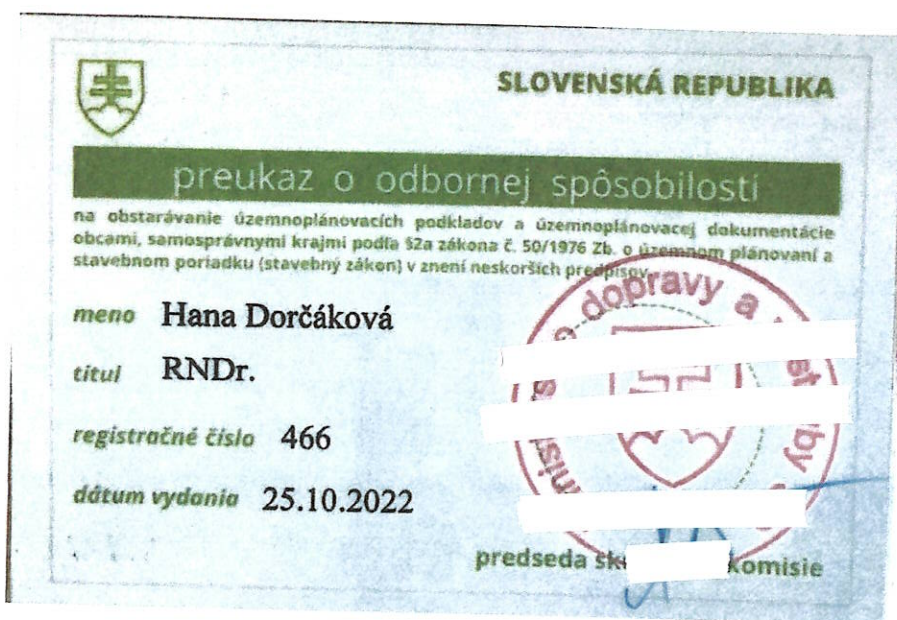 SLOVENSKÁ REPUBLIKA
preukaz o odbornej spôsobilosti
na obstarávanie územnoplánovacích podkladov a územnoplánovacej dokumentácie
obcami, samosprávnymi krajmi podľa §2a zákona č. 50/1976 Zb. o územnom plánovaní a
stavebnom poriadku (stavebný zákon) v znení neskorších predpisov.
meno Hana Dorčáková
titul RNDr.
registračné číslo 466
dátum vydania 25.10.2022
dopravy a
predseda komisie